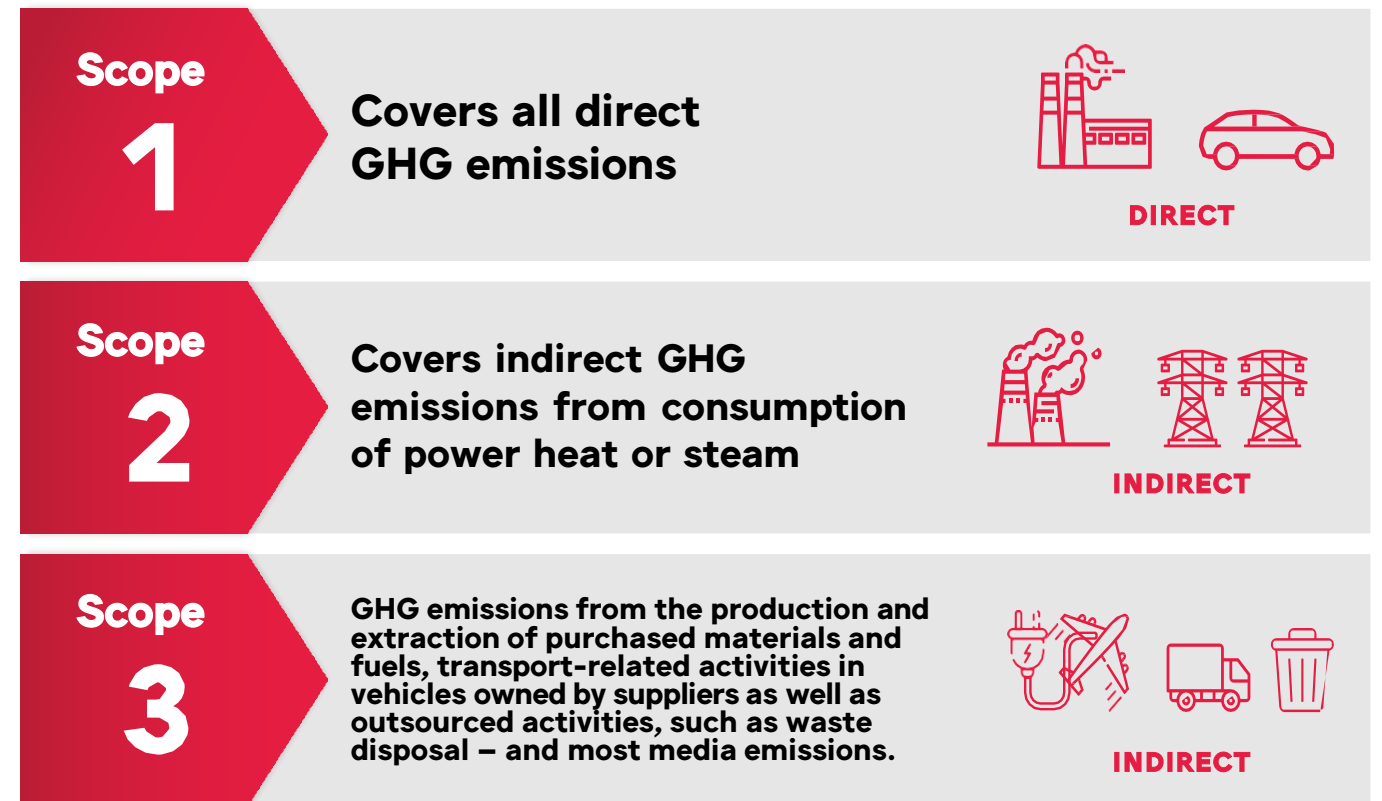 Scope
1
Covers all direct
GHG emissions
DIRECT
Scope
2
Covers indirect GHG
emissions from consumption
of power heat or steam
INDIRECT
Scope
3
GHG emissions from the production and
extraction of purchased materials and
fuels, transport-related activities in
vehicles owned by suppliers as well as
outsourced activities, such as waste
disposal – and most media emissions.
INDIRECT